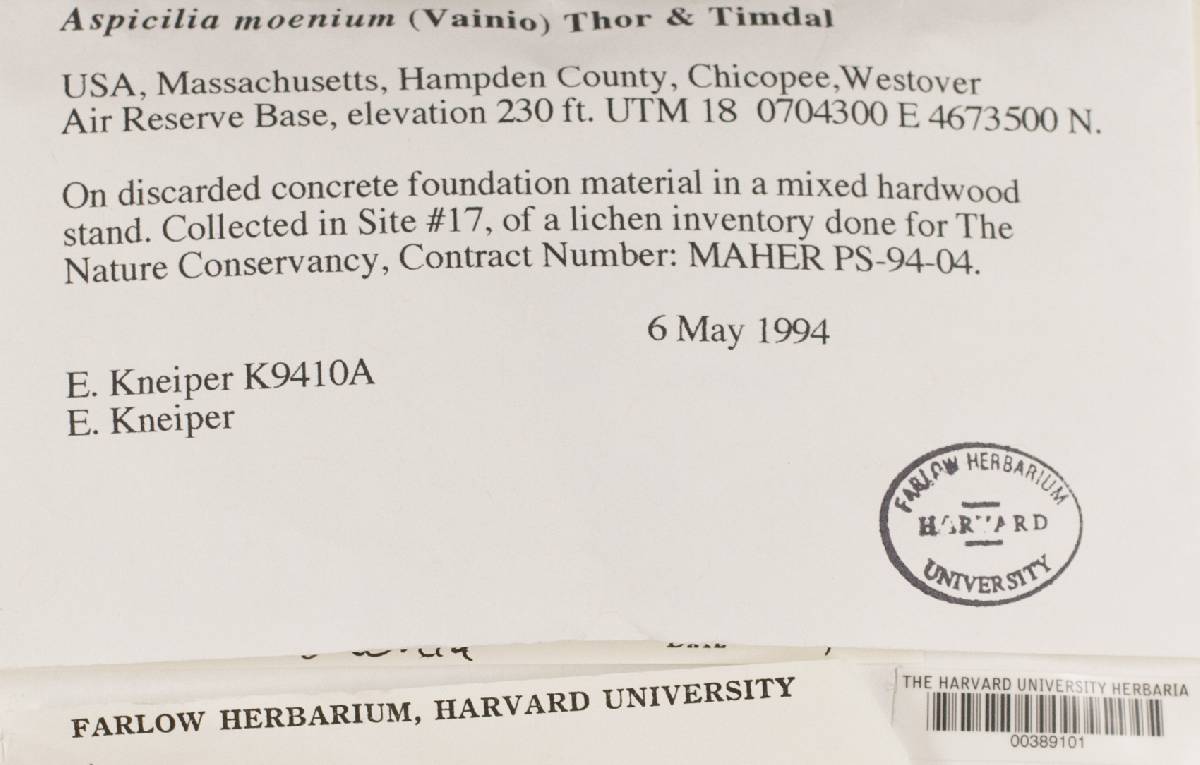 Aspicilia moenium (Vainio) Thor & Timdal
USA, Massachusetts, Hampden County, Chicopee,Westover
Air Reserve Base, elevation 230 ft. UTM 18 0704300 E 4673500 N.
On discarded concrete foundation material in a mixed hardwood
stand. Collected in Site #17, of a lichen inventory done for The
Nature Conservancy, Contract Number: MAHER PS-94-04.
6 May 1994
E. Kneiper K9410A
E. Kneiper
FARLOW HERBARIUM
HARVARD
UNIVERSITY
FARLOW HERBARIUM, HARVARD UNIVERSITY
THE HARVARD UNIVERSITY HERBARIA
00389101